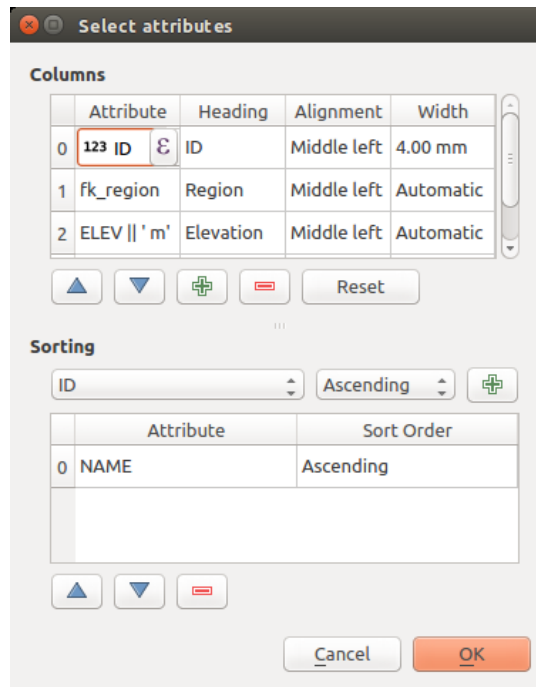 Select attributes
Columns
Attribute Heading Alignment Width
0 123 ID ε ID Middle left 4.00 mm
1 fk_region Region Middle left Automatic
2 ELEV || ' m' Elevation Middle left Automatic
Reset
Sorting
ID Ascending
Attribute Sort Order
0 NAME Ascending
Cancel OK